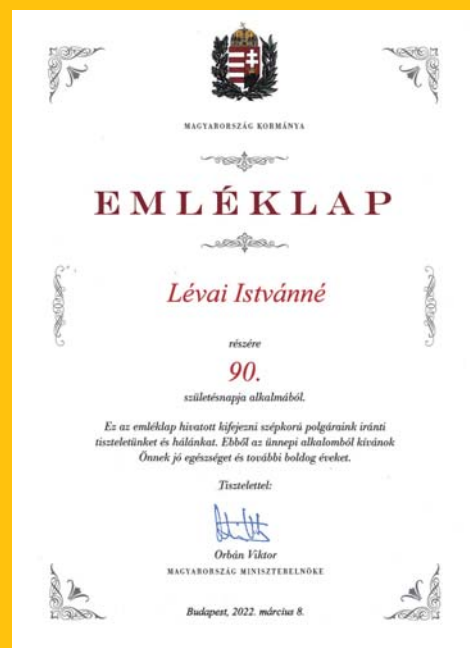 MAGYARORSZÁG KORMÁNYA
EMLÉKLAP
Lévai Istvánné
részére
90.
születésnapja alkalmából.
Ez az emléklap hivatott kifejezni szépkorú polgáraink iránti
tiszteletünket és hálánkat. Ebből az ünnepi alkalomból kívánok
Önnek jó egészséget és további boldog éveket.
Tisztelettel:
Orbán Viktor
MAGYARORSZÁG MINISZTERELNÖKE
Budapest, 2022. március 8.